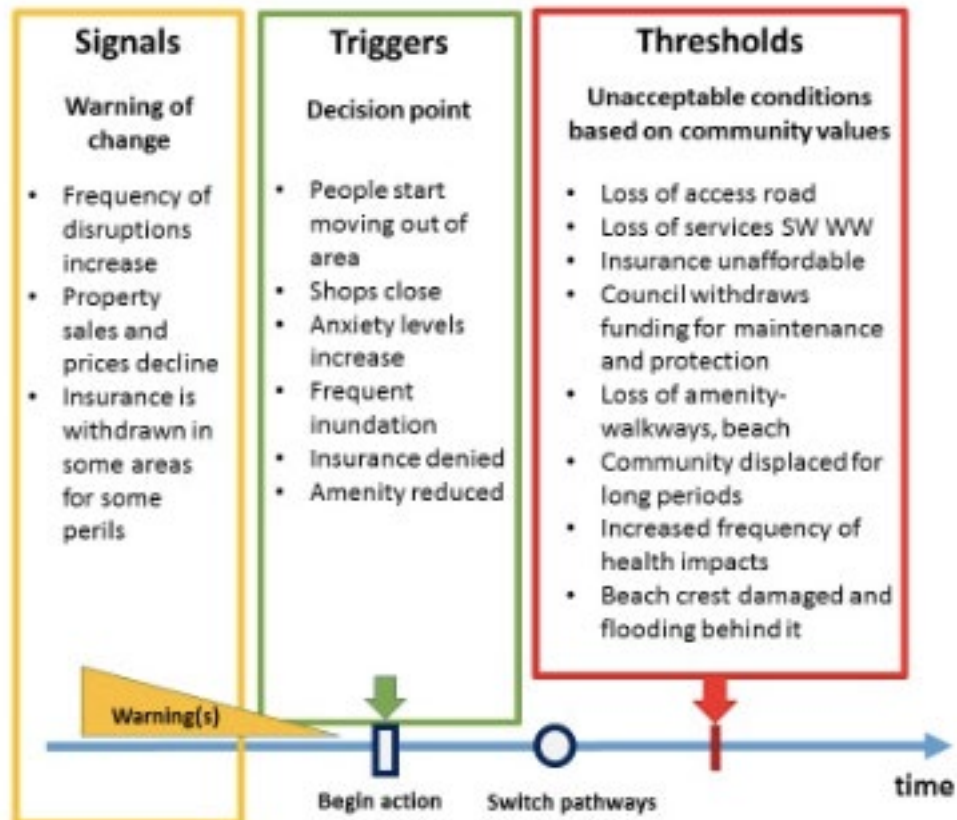 Signals
Warning of
change
• Frequency of
disruptions
increase
• Property
sales and
prices decline
• Insurance is
withdrawn in
some areas
for some
perils
Triggers
Decision point
• People start
moving out of
area
• Shops close
• Anxiety levels
increase
• Frequent
inundation
• Insurance denied
• Amenity reduced
Thresholds
Unacceptable conditions
based on community values
• Loss of access road
• Loss of services SW WW
• Insurance unaffordable
• Council withdraws
funding for maintenance
and protection
• Loss of amenity-
walkways, beach
• Community displaced for
long periods
• Increased frequency of
health impacts
• Beach crest damaged and
flooding behind it
Warning(s)
Begin action
Switch pathways
time